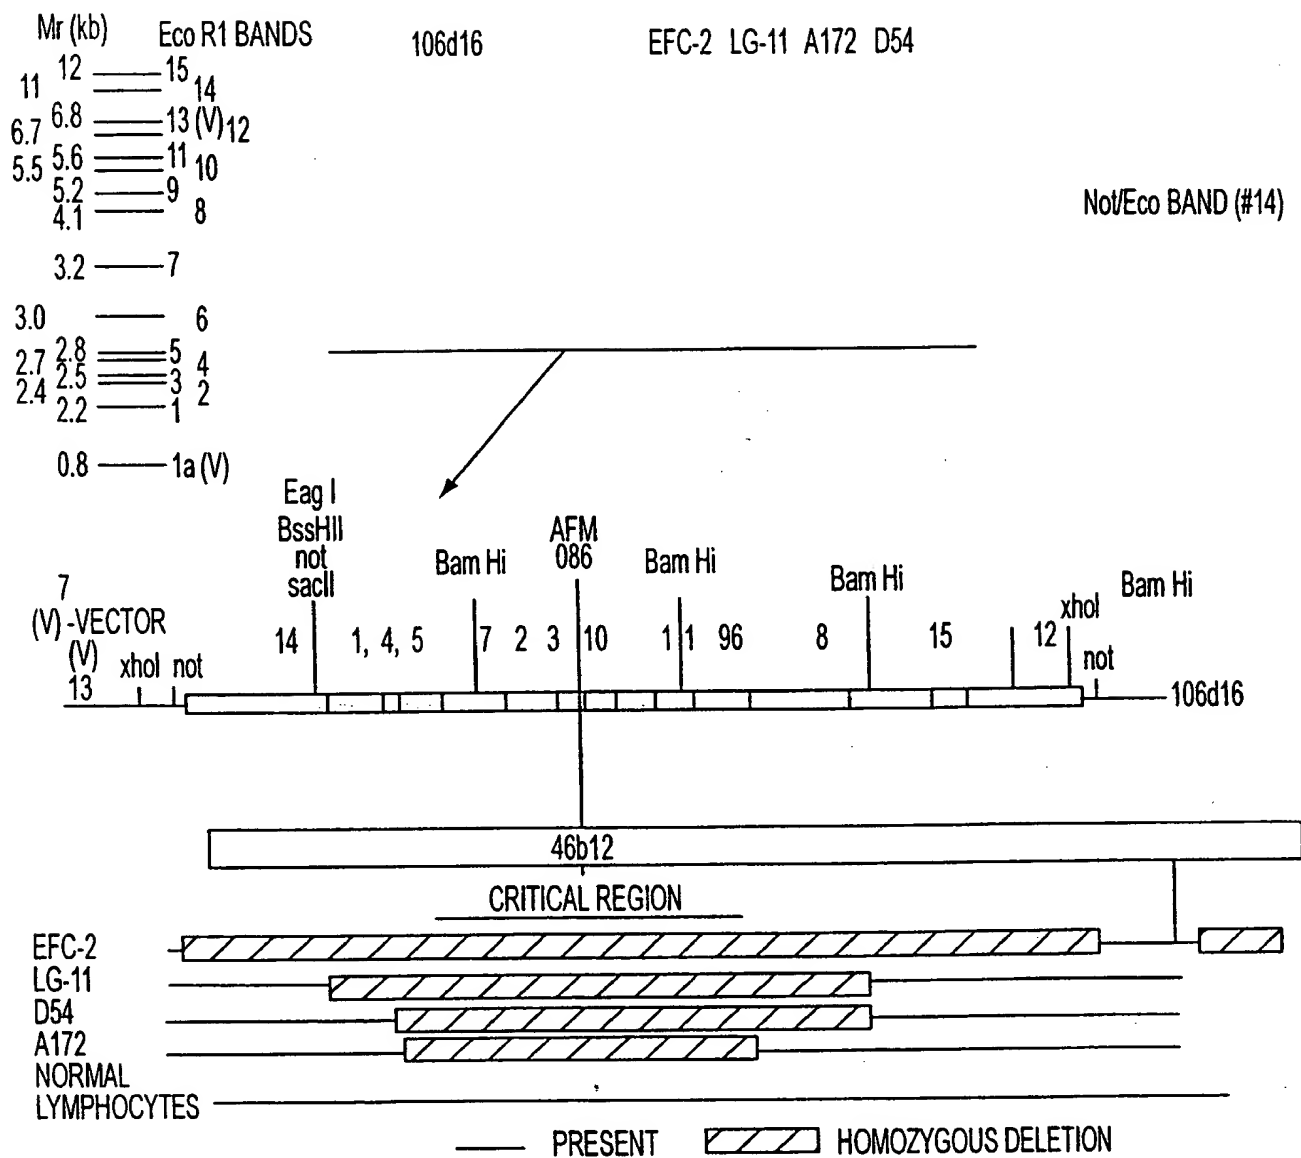 Mr (kb) Eco R1 BANDS 106d16 EFC-2 LG-11 A172 D54
12 15
11 14
6.8 13 (V)
6.7 12
5.6 11
5.5 10
5.2 9
4.1 8
Not/Eco BAND (#14)
3.2 7
3.0 6
2.8 5
2.7 4
2.5 3
2.4 2
2.2 1
0.8 1a (V)
Eag I
BssHII
not
sacII
Bam Hi
AFM
086
Bam Hi
Bam Hi
xhoI
Bam Hi
7
(V) -VECTOR
(V)
13
xhoI not
14 1, 4, 5 7 2 3 10 1 1 96 8 15 12
not
106d16
46b12
CRITICAL REGION
EFC-2
LG-11
D54
A172
NORMAL
LYMPHOCYTES
PRESENT HOMOZYGOUS DELETION